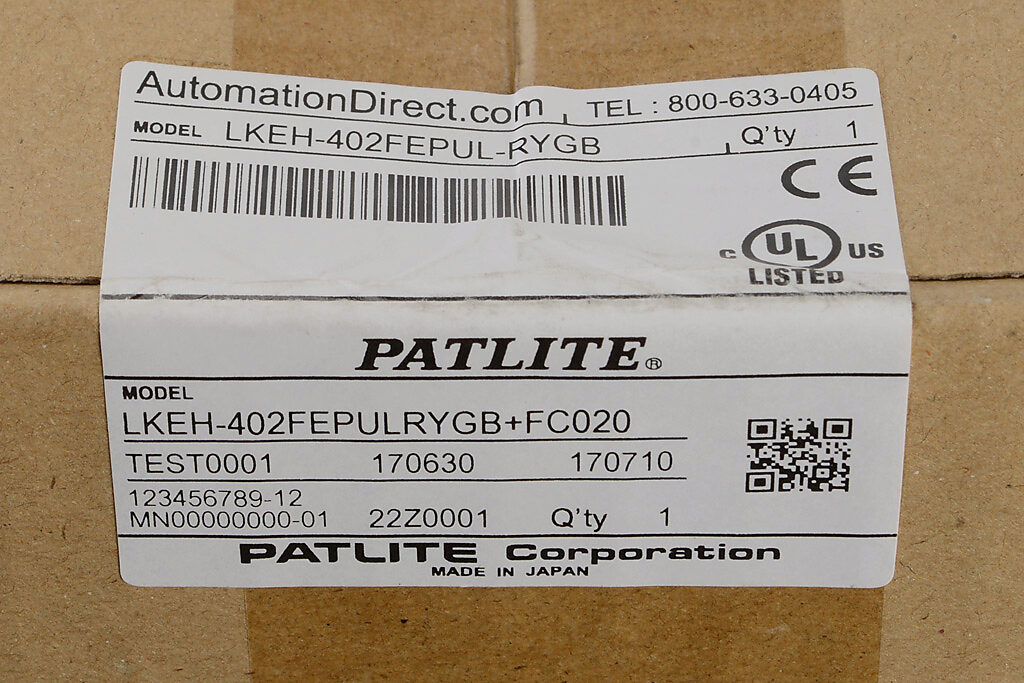 AutomationDirect.com TEL : 800-633-0405
MODEL LKEH-402FEPUL-RYGB Q'ty 1
CE
c UL US
LISTED
PATLITE®
MODEL
LKEH-402FEPULRYGB+FC020
TEST0001 170630 170710
123456789-12
MN00000000-01 22Z0001 Q'ty 1
PATLITE Corporation
MADE IN JAPAN